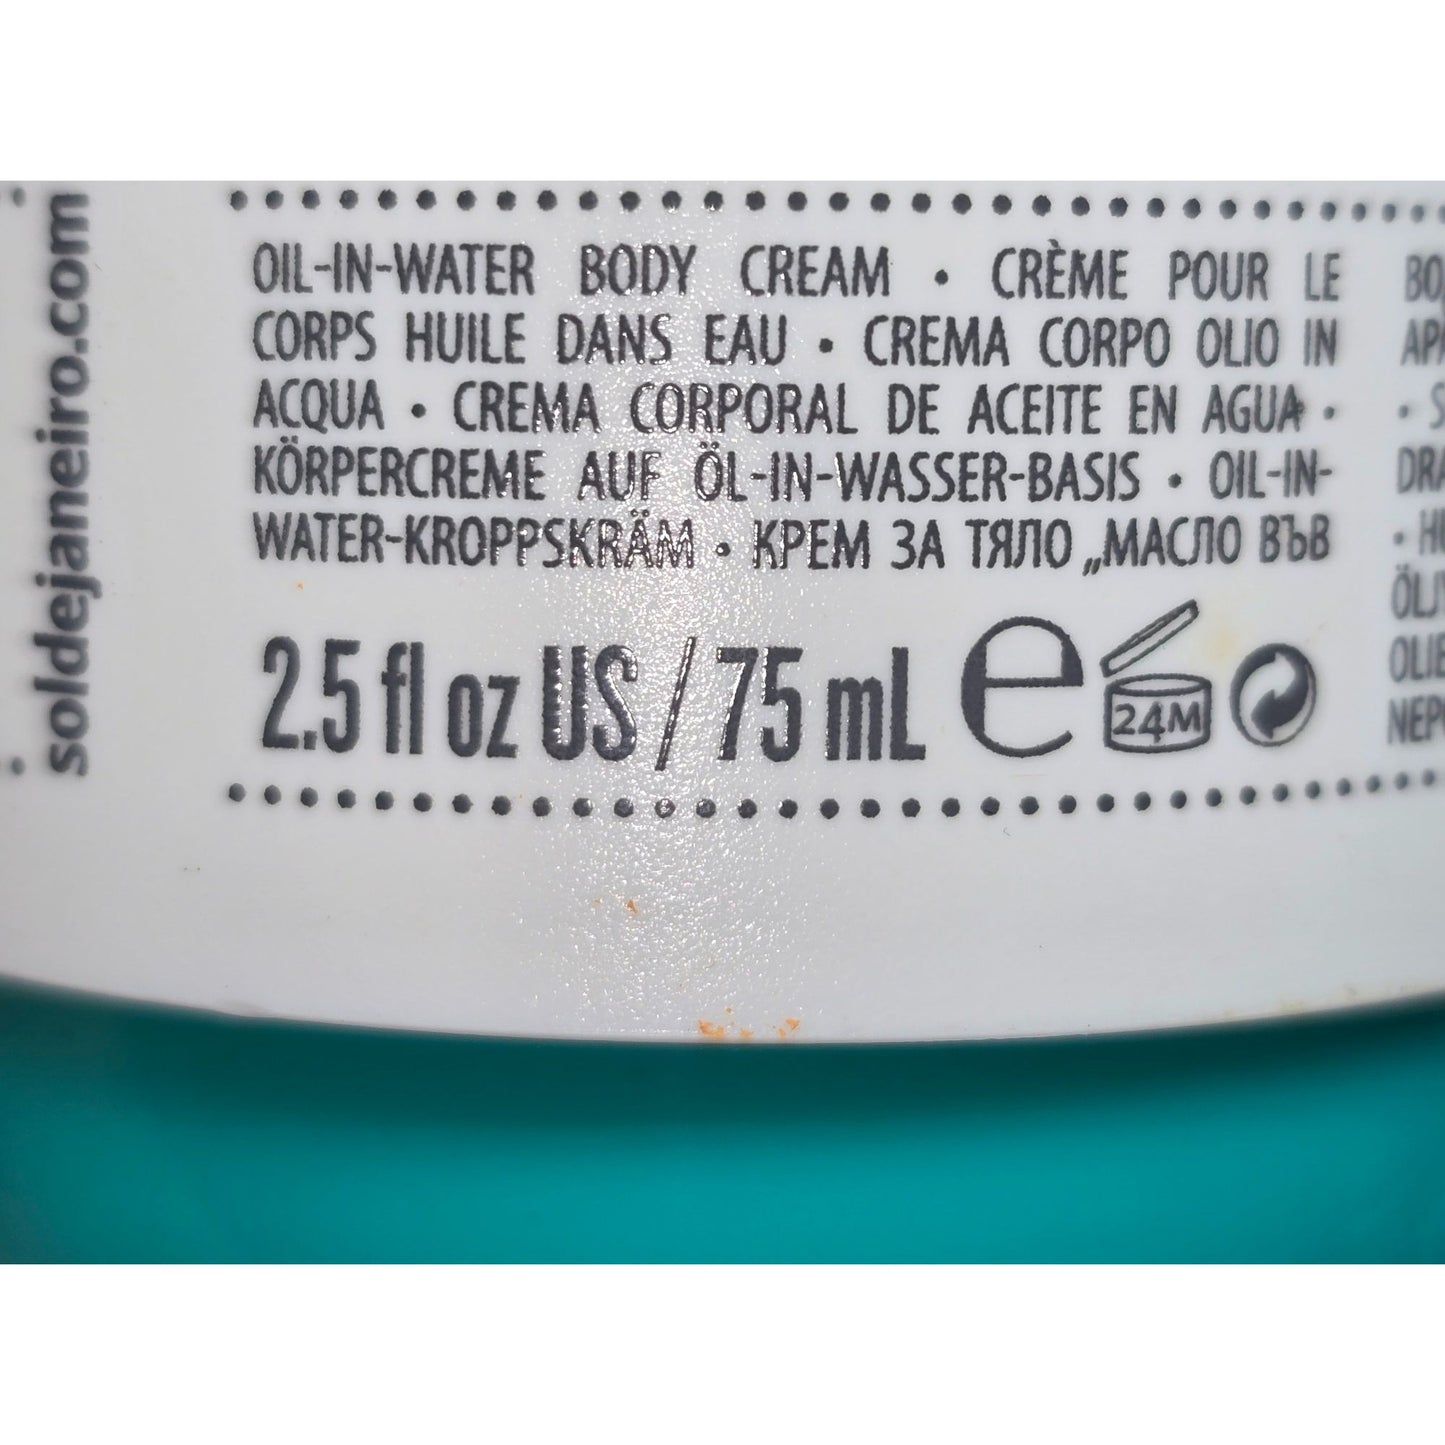 soldejaneiro.com
OIL-IN-WATER BODY CREAM • CRÈME POUR LE
CORPS HUILE DANS EAU • CREMA CORPO OLIO IN
ACQUA • CREMA CORPORAL DE ACEITE EN AGUA •
KÖRPERCREME AUF ÖL-IN-WASSER-BASIS • OIL-IN-
WATER-KROPPSKRÄM • КРЕМ ЗА ТЯЛО „МАСЛО ВЪВ
2.5 fl oz US / 75 mL e 24M